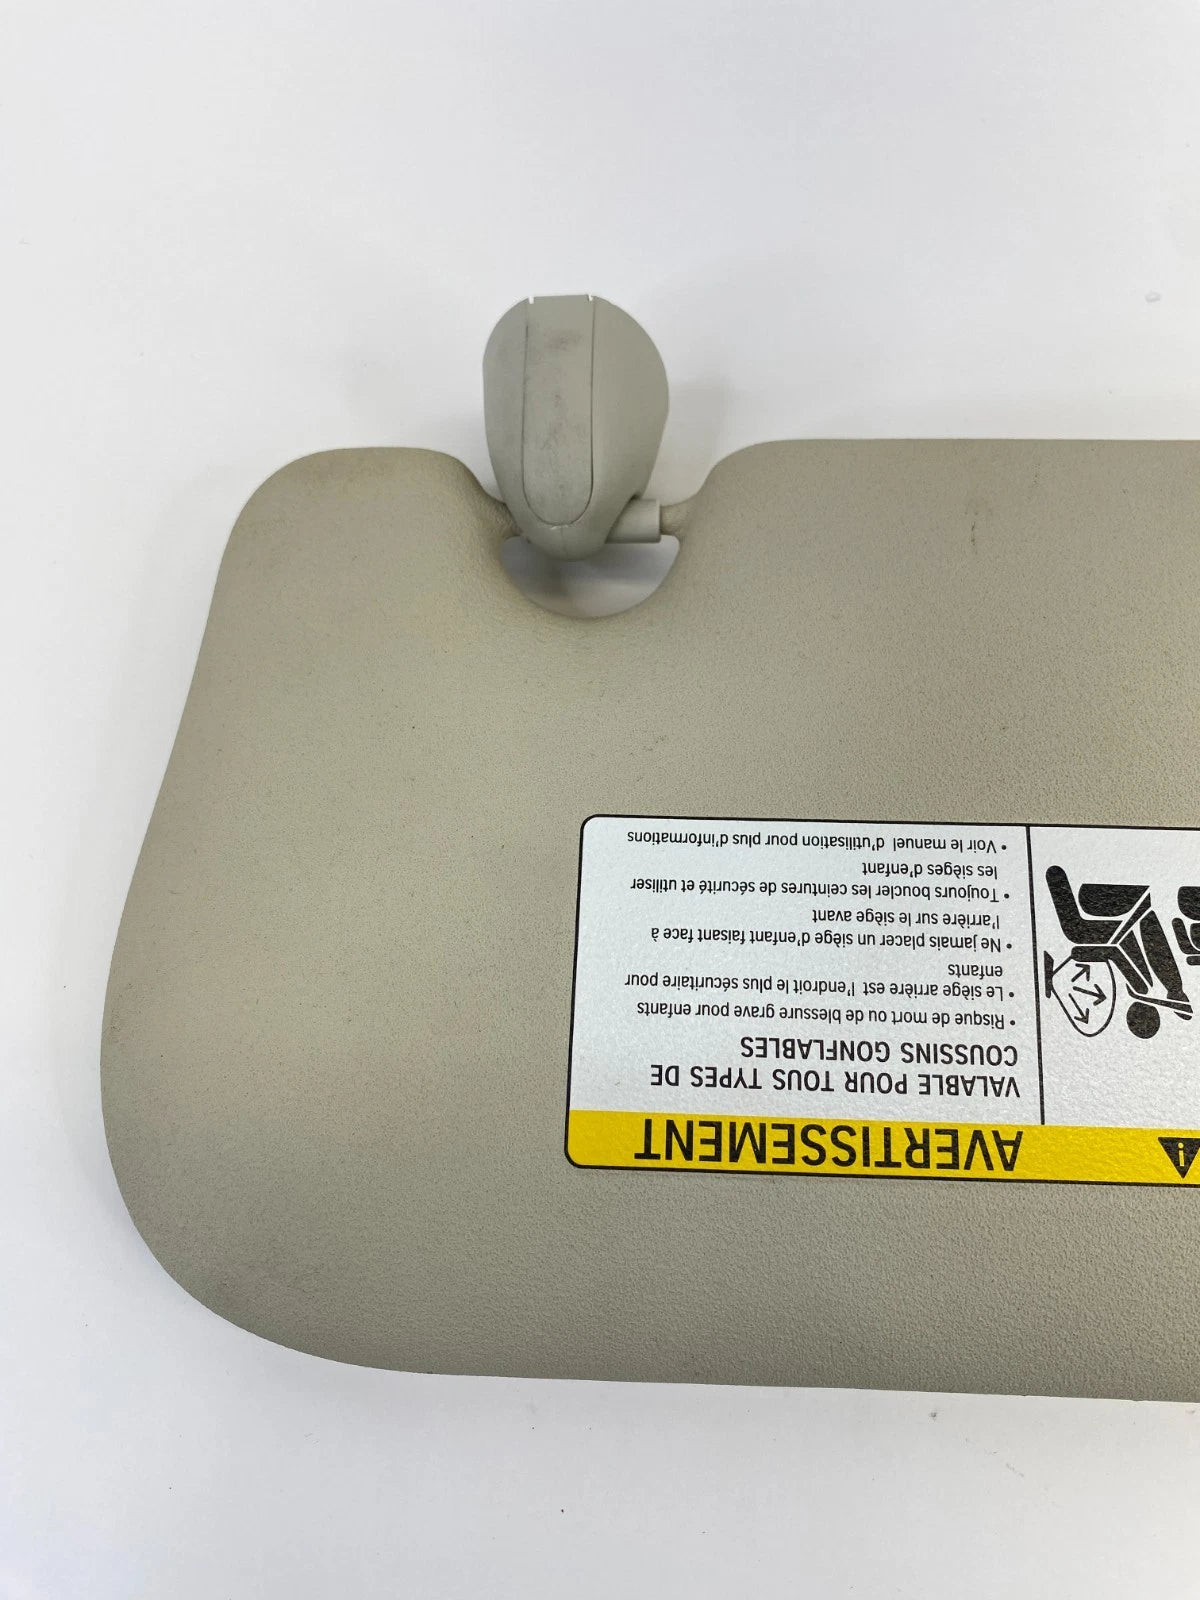 AVERTISSEMENT
VALABLE POUR TOUS TYPES DE
COUSSINS GONFLABLES
• Risque de mort ou de blessure grave pour enfants
• Le siège arrière est l'endroit le plus sécuritaire pour
enfants
• Ne jamais placer un siège d'enfant faisant face à
l'arrière sur le siège avant
• Toujours boucler les ceintures de sécurité et utiliser
les sièges d'enfant
• Voir le manuel d'utilisation pour plus d'informations